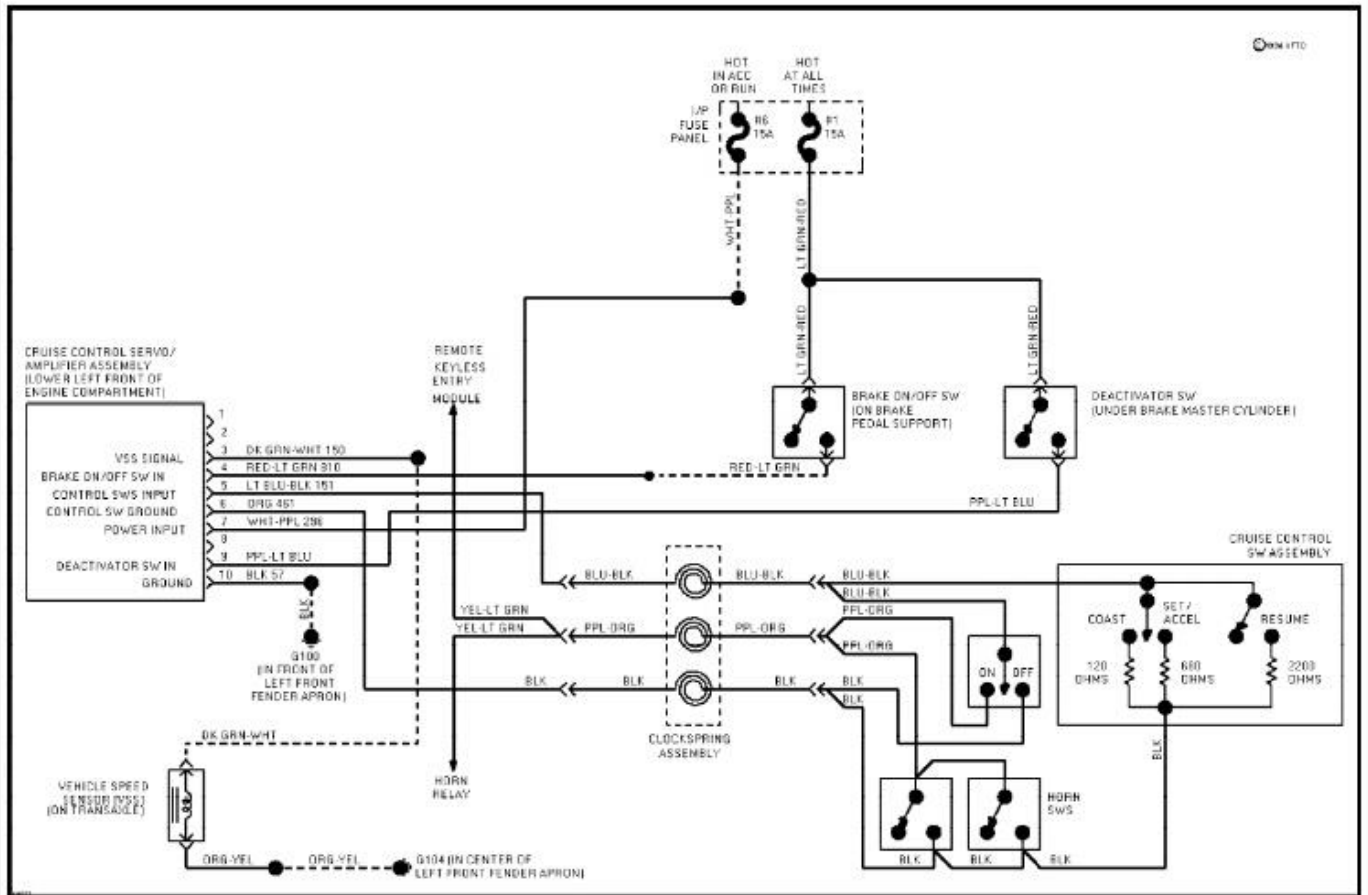 HOT
IN ACC
OR RUN
HOT
AT ALL
TIMES
I/P
FUSE
PANEL
15A
15A
WHT-PPL
LT GRN-RED
LT GRN-RED
LT GRN-RED
CRUISE CONTROL SERVO/
AMPLIFIER ASSEMBLY
(LOWER LEFT FRONT OF
ENGINE COMPARTMENT)
REMOTE
KEYLESS
ENTRY
MODULE
BRAKE ON/OFF SW
(ON BRAKE
PEDAL SUPPORT)
DEACTIVATOR SW
(UNDER BRAKE MASTER CYLINDER)
1
2
VSS SIGNAL 3 DK GRN-WHT 150
BRAKE ON/OFF SW IN 4 RED-LT GRN 810
CONTROL SWS INPUT 5 LT BLU-BLK 151
CONTROL SW GROUND 6 ORG 461
POWER INPUT 7 WHT-PPL 296
8
DEACTIVATOR SW IN 9 PPL-LT BLU
GROUND 10 BLK 57
RED-LT GRN
PPL-LT BLU
CRUISE CONTROL
SW ASSEMBLY
BLK
G100
(IN FRONT OF
LEFT FRONT
FENDER APRON)
YEL-LT GRN
YEL-LT GRN
BLU-BLK
BLU-BLK
BLU-BLK
BLU-BLK
PPL-ORG
PPL-ORG
PPL-ORG
PPL-ORG
BLK
BLK
BLK
BLK
BLK
ON OFF
COAST
SET/
ACCEL
RESUME
120
OHMS
680
OHMS
2200
OHMS
BLK
CLOCKSPRING
ASSEMBLY
DK GRN-WHT
VEHICLE SPEED
SENSOR (VSS)
(ON TRANSAXLE)
HORN
RELAY
HORN
SWS
BLK
BLK
BLK
ORG-YEL
ORG-YEL
G104 (IN CENTER OF
LEFT FRONT FENDER APRON)